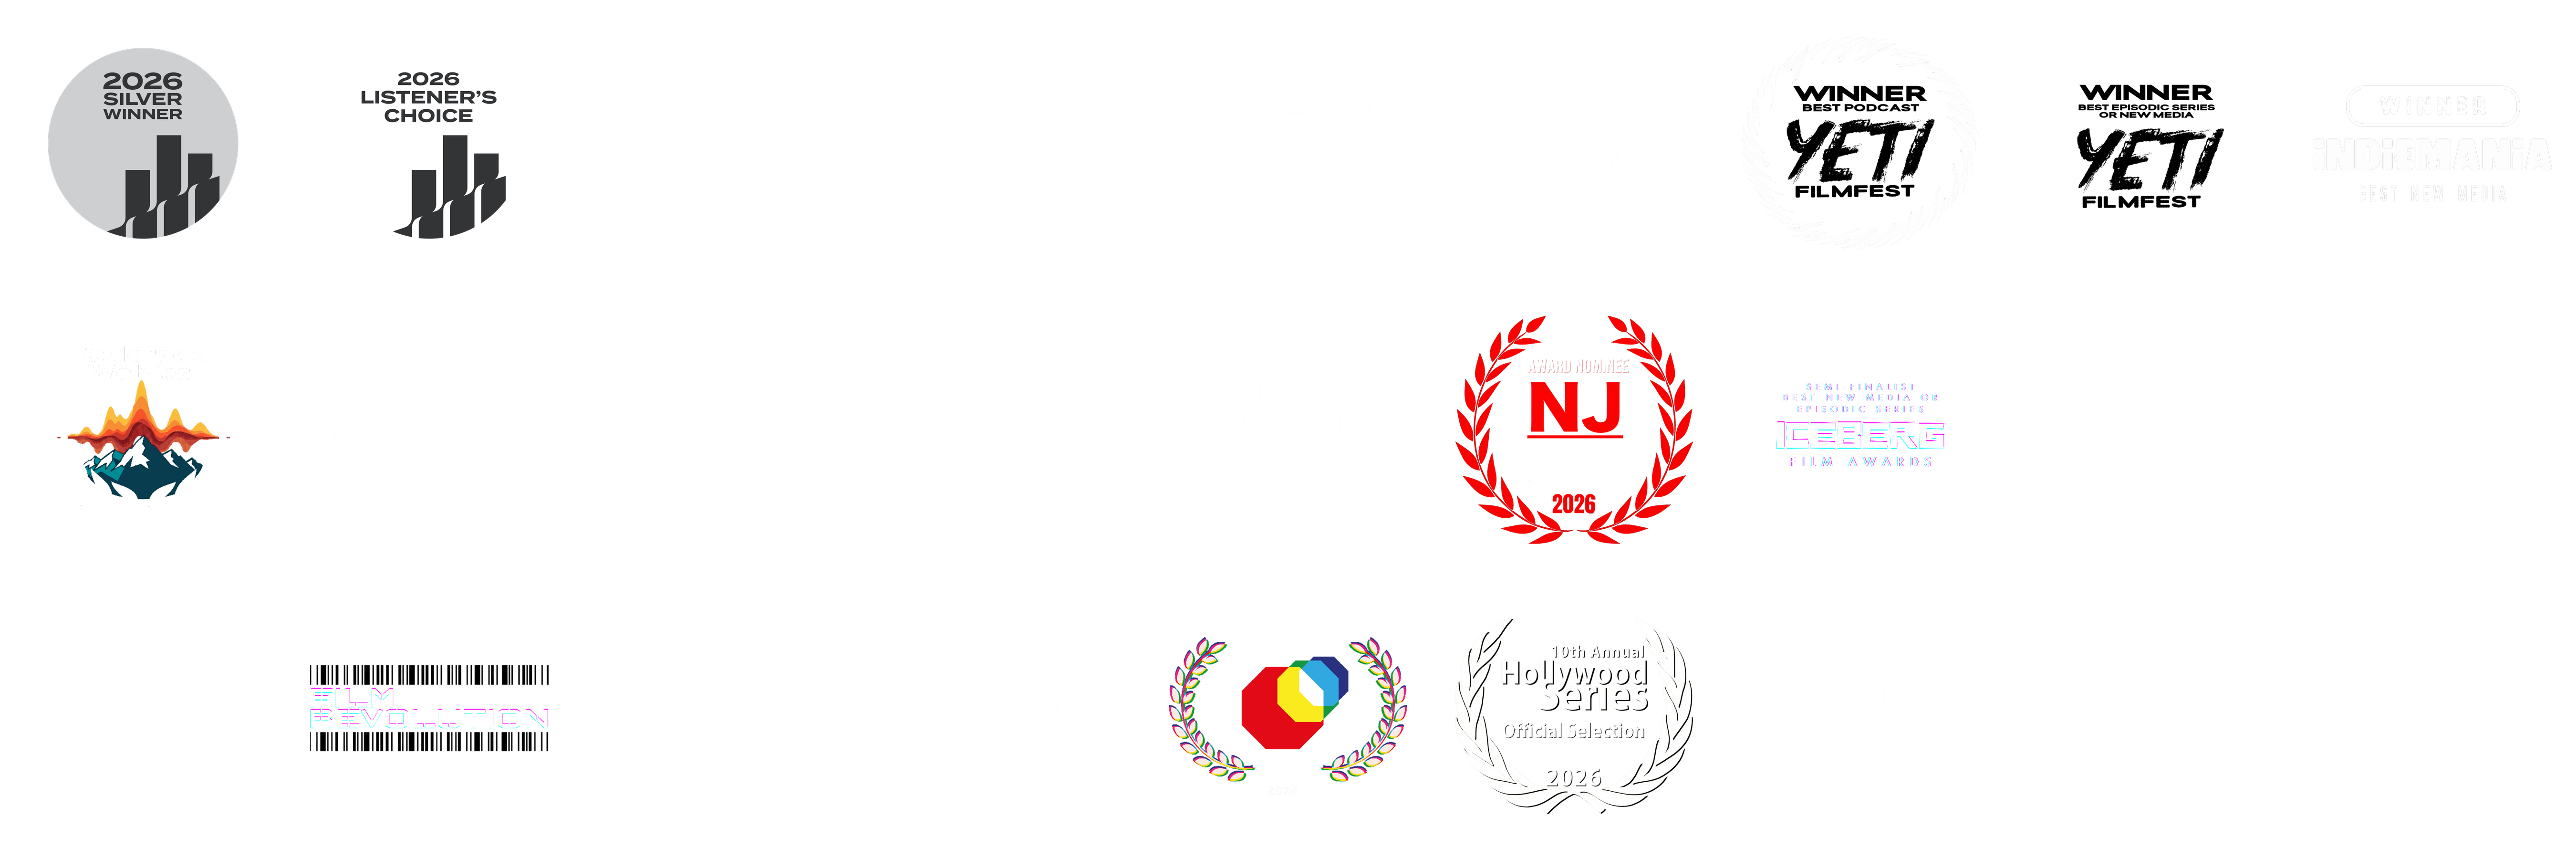 2026
SILVER
WINNER
2026
LISTENER'S
CHOICE
WINNER
BEST PODCAST
YETI
FILMFEST
WINNER
BEST EPISODIC SERIES
OR NEW MEDIA
YETI
FILMFEST
WINNER
iNDiEMANiA
BEST NEW MEDIA
AWARD NOMINEE
NJ
2026
SEMI-FINALIST
BEST NEW MEDIA OR
EPISODIC SERIES
ICEBERG
FILM AWARDS
FILM
REVOLUTION
10th Annual
Hollywood
Series
Official Selection
2026